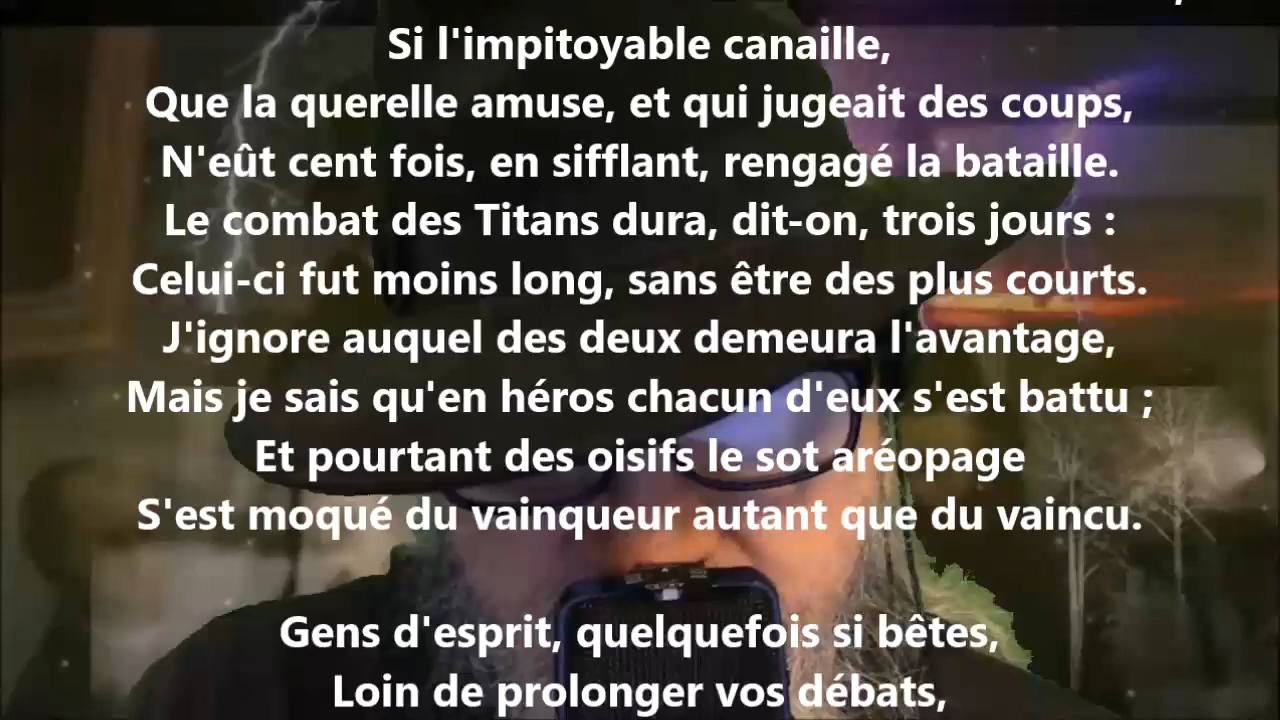 Si l'impitoyable canaille,
Que la querelle amuse, et qui jugeait des coups,
N'eût cent fois, en sifflant, rengagé la bataille.
Le combat des Titans dura, dit-on, trois jours :
Celui-ci fut moins long, sans être des plus courts.
J'ignore auquel des deux demeura l'avantage,
Mais je sais qu'en héros chacun d'eux s'est battu ;
Et pourtant des oisifs le sot aréopage
S'est moqué du vainqueur autant que du vaincu.
Gens d'esprit, quelquefois si bêtes,
Loin de prolonger vos débats,